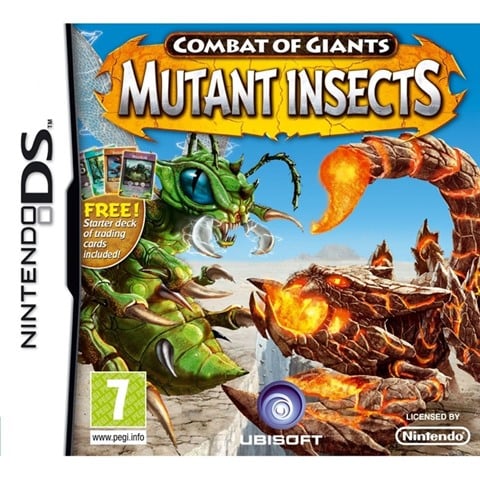 COMBAT OF GIANTS
MUTANT INSECTS
NINTENDO DS™
FREE!
Starter deck
of trading
cards
included!
7
www.pegi.info
UBISOFT
LICENSED BY
Nintendo®